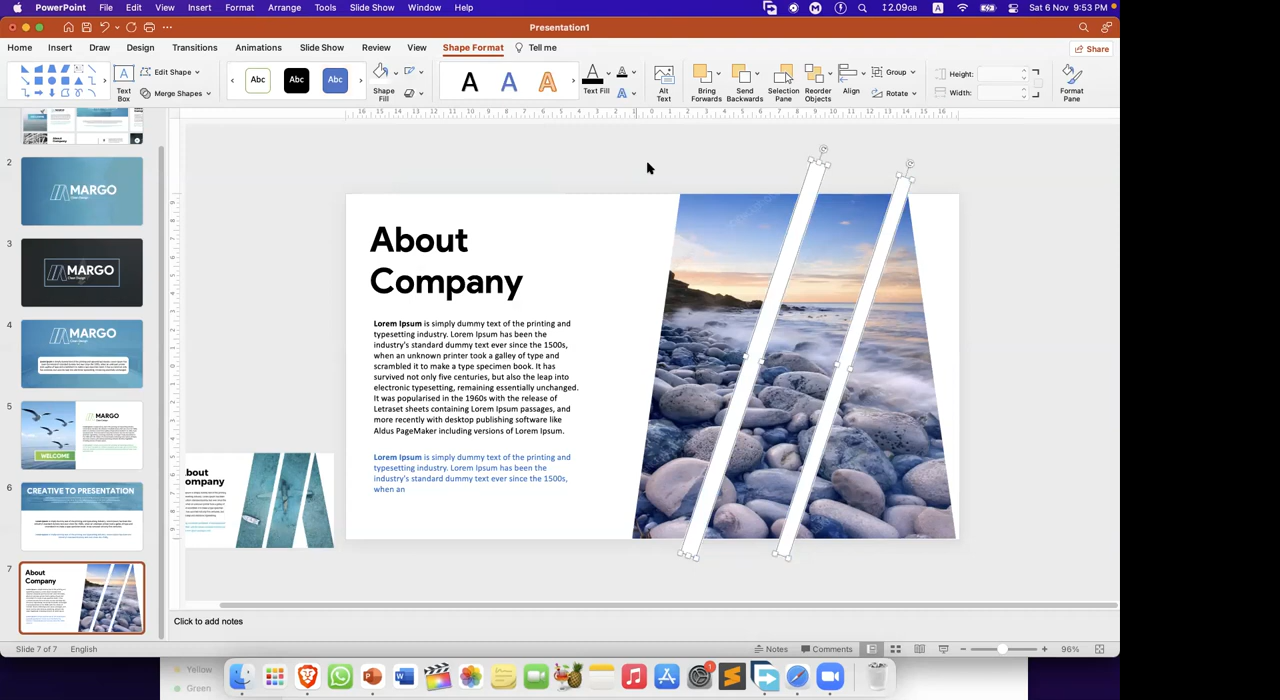 PowerPoint File Edit View Insert Format Arrange Tools Slide Show Window Help
2.09GB A Sat 6 Nov 9:53 PM
Presentation1
Home Insert Draw Design Transitions Animations Slide Show Review View Shape Format Tell me Share
Text Box
Edit Shape
Merge Shapes
Abc Abc Abc
Shape Fill
A A A
Text Fill
Alt Text
Bring Forwards
Send Backwards
Selection Pane
Reorder Objects
Align
Group
Rotate
Height:
Width:
Format Pane
2
MARGO
3
MARGO
4
MARGO
5
MARGO
WELCOME
6
CREATIVE TO PRESENTATION
7
About
Company
bout
ompany
About
Company
Lorem Ipsum is simply dummy text of the printing and
typesetting industry. Lorem Ipsum has been the
industry's standard dummy text ever since the 1500s,
when an unknown printer took a galley of type and
scrambled it to make a type specimen book. It has
survived not only five centuries, but also the leap into
electronic typesetting, remaining essentially unchanged.
It was popularised in the 1960s with the release of
Letraset sheets containing Lorem Ipsum passages, and
more recently with desktop publishing software like
Aldus PageMaker including versions of Lorem Ipsum.
Lorem Ipsum is simply dummy text of the printing and
typesetting industry. Lorem Ipsum has been the
industry's standard dummy text ever since the 1500s,
when an
Click to add notes
Slide 7 of 7 English Notes Comments 96%
Yellow
Green